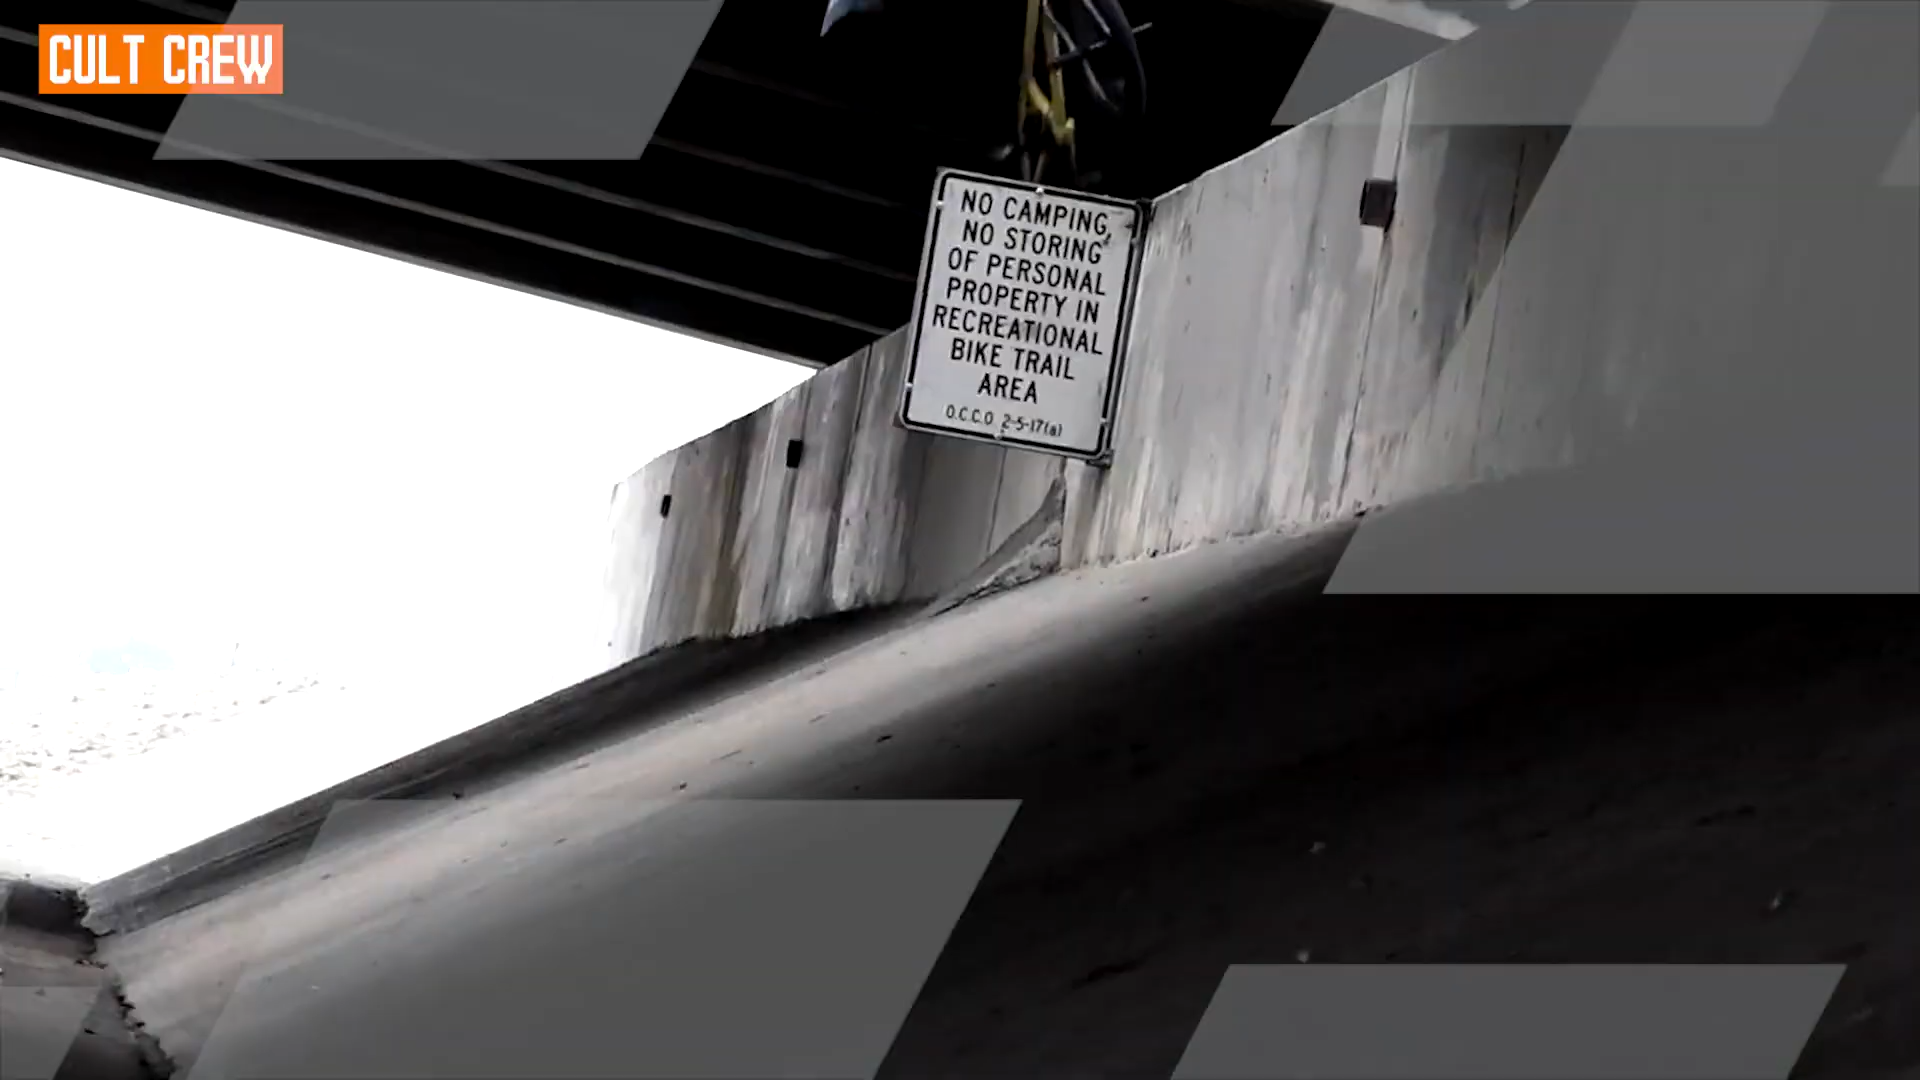 CULT CREW
NO CAMPING,
NO STORING
OF PERSONAL
PROPERTY IN
RECREATIONAL
BIKE TRAIL
AREA
O.C.C.O. 2-5-17(a)